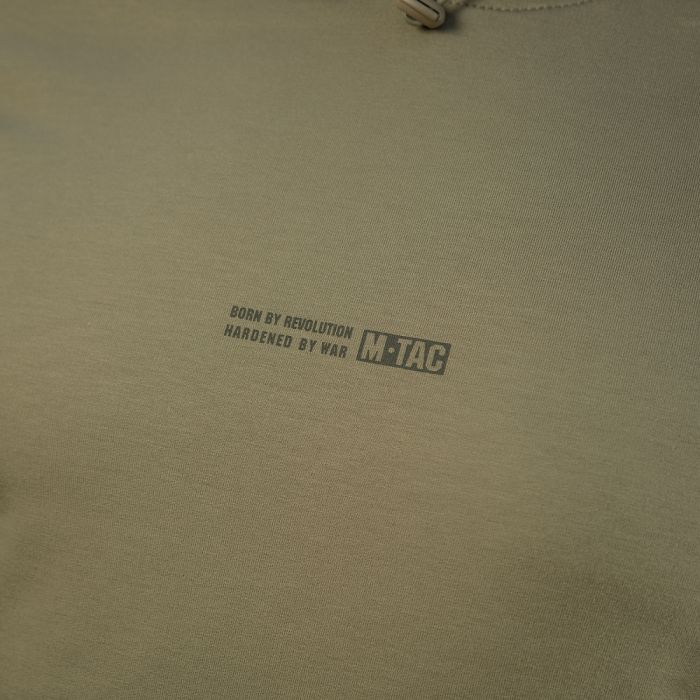 BORN BY REVOLUTION
HARDENED BY WAR
M·TAC